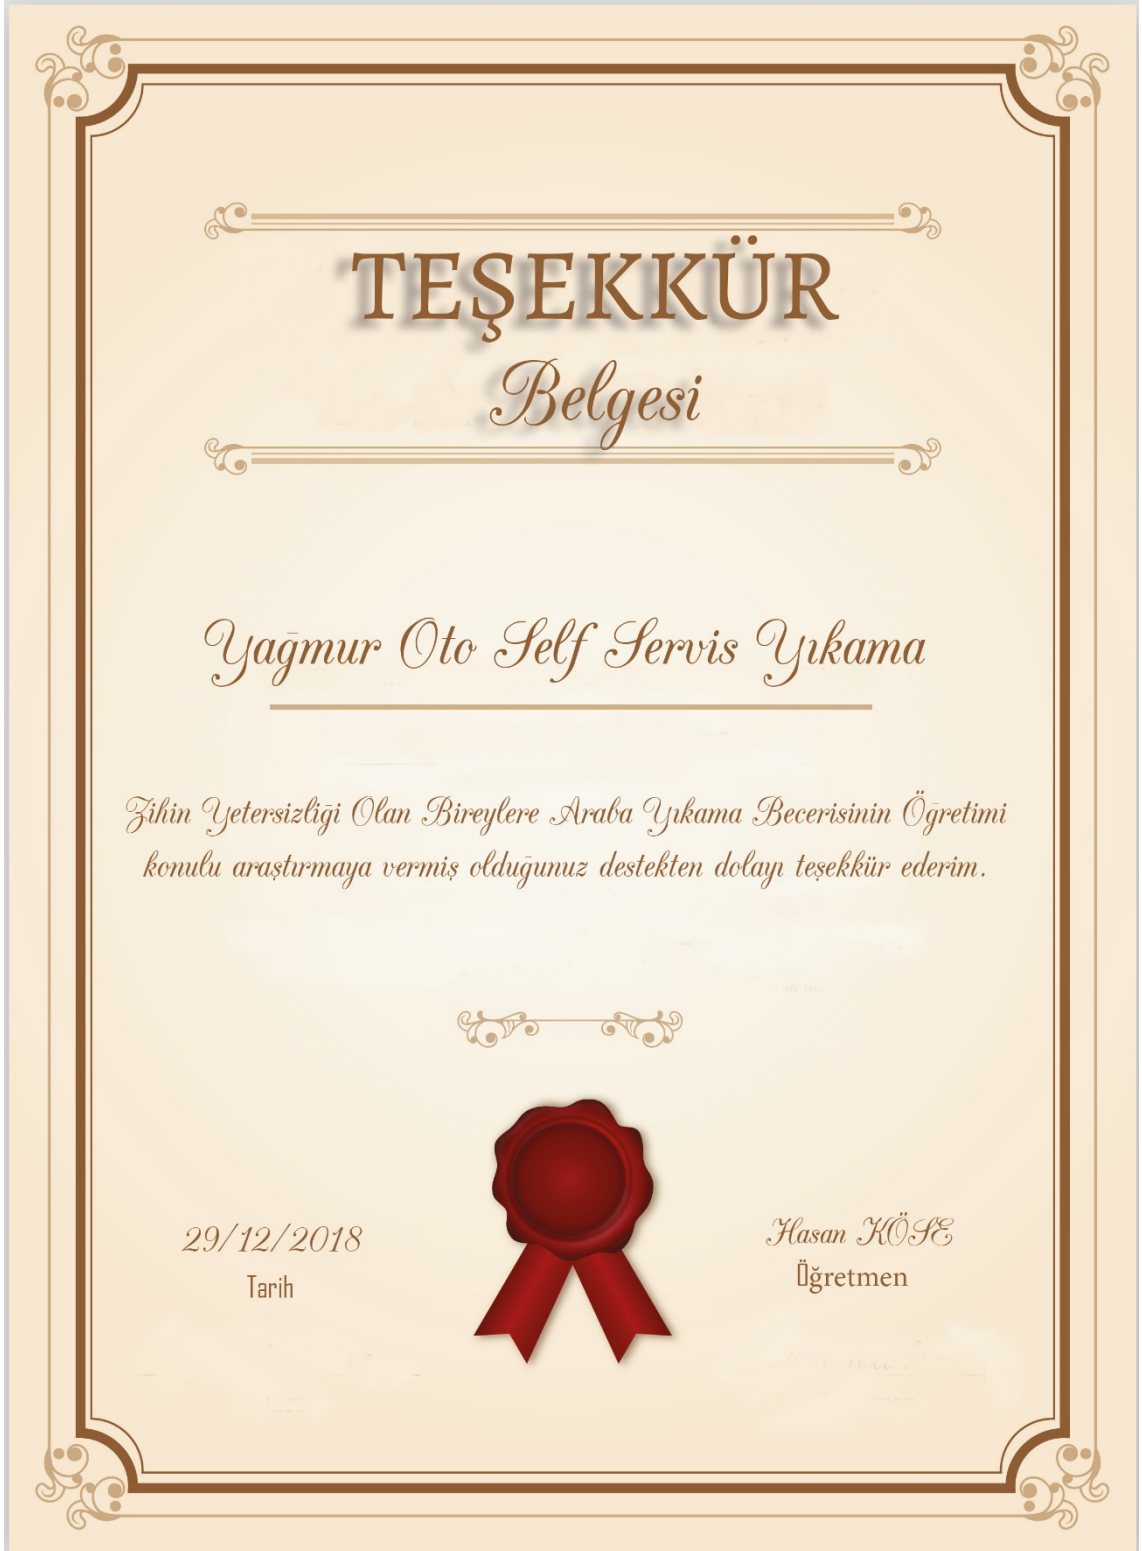 TEŞEKKÜR
Belgesi
Yağmur Oto Self Servis Yıkama
Zihin Yetersizliği Olan Bireylere Araba Yıkama Becerisinin Öğretimi
konulu araştırmaya vermiş olduğunuz destekten dolayı teşekkür ederim.
29/12/2018
Tarih
Hasan KÖSE
Öğretmen